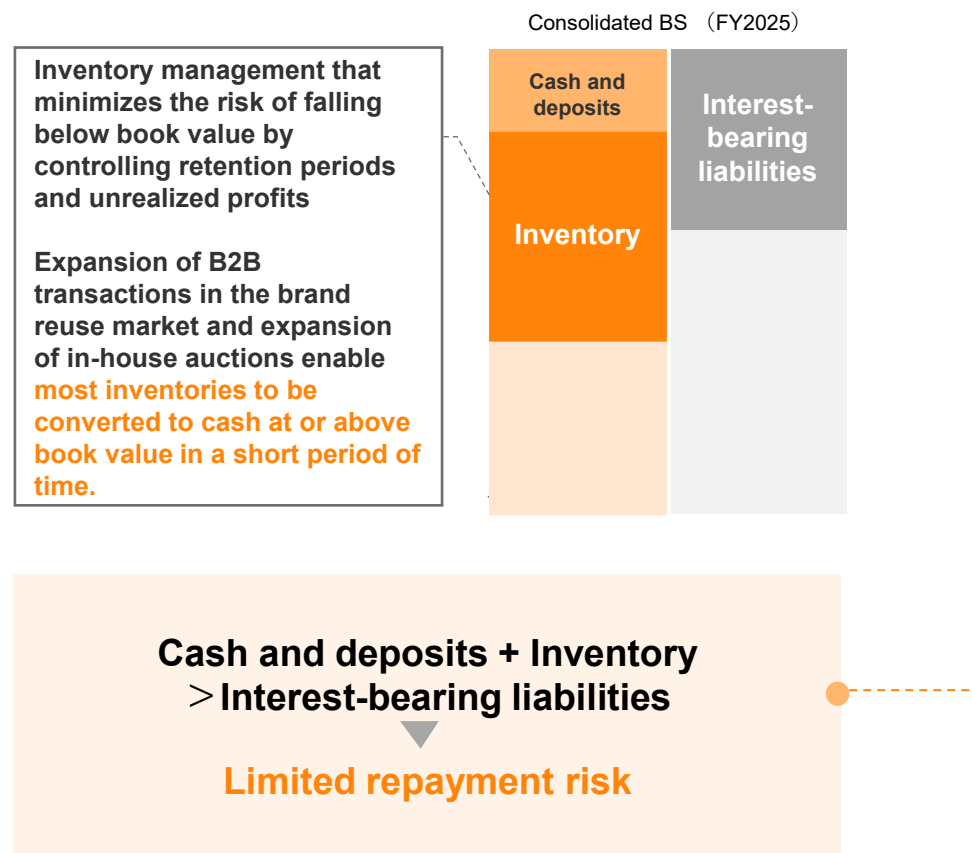 Consolidated BS （FY2025）
Inventory management that
minimizes the risk of falling
below book value by
controlling retention periods
and unrealized profits
Expansion of B2B
transactions in the brand
reuse market and expansion
of in-house auctions enable
most inventories to be
converted to cash at or above
book value in a short period of
time.
Cash and
deposits
Inventory
Interest-
bearing
liabilities
Cash and deposits + Inventory
＞Interest-bearing liabilities
Limited repayment risk